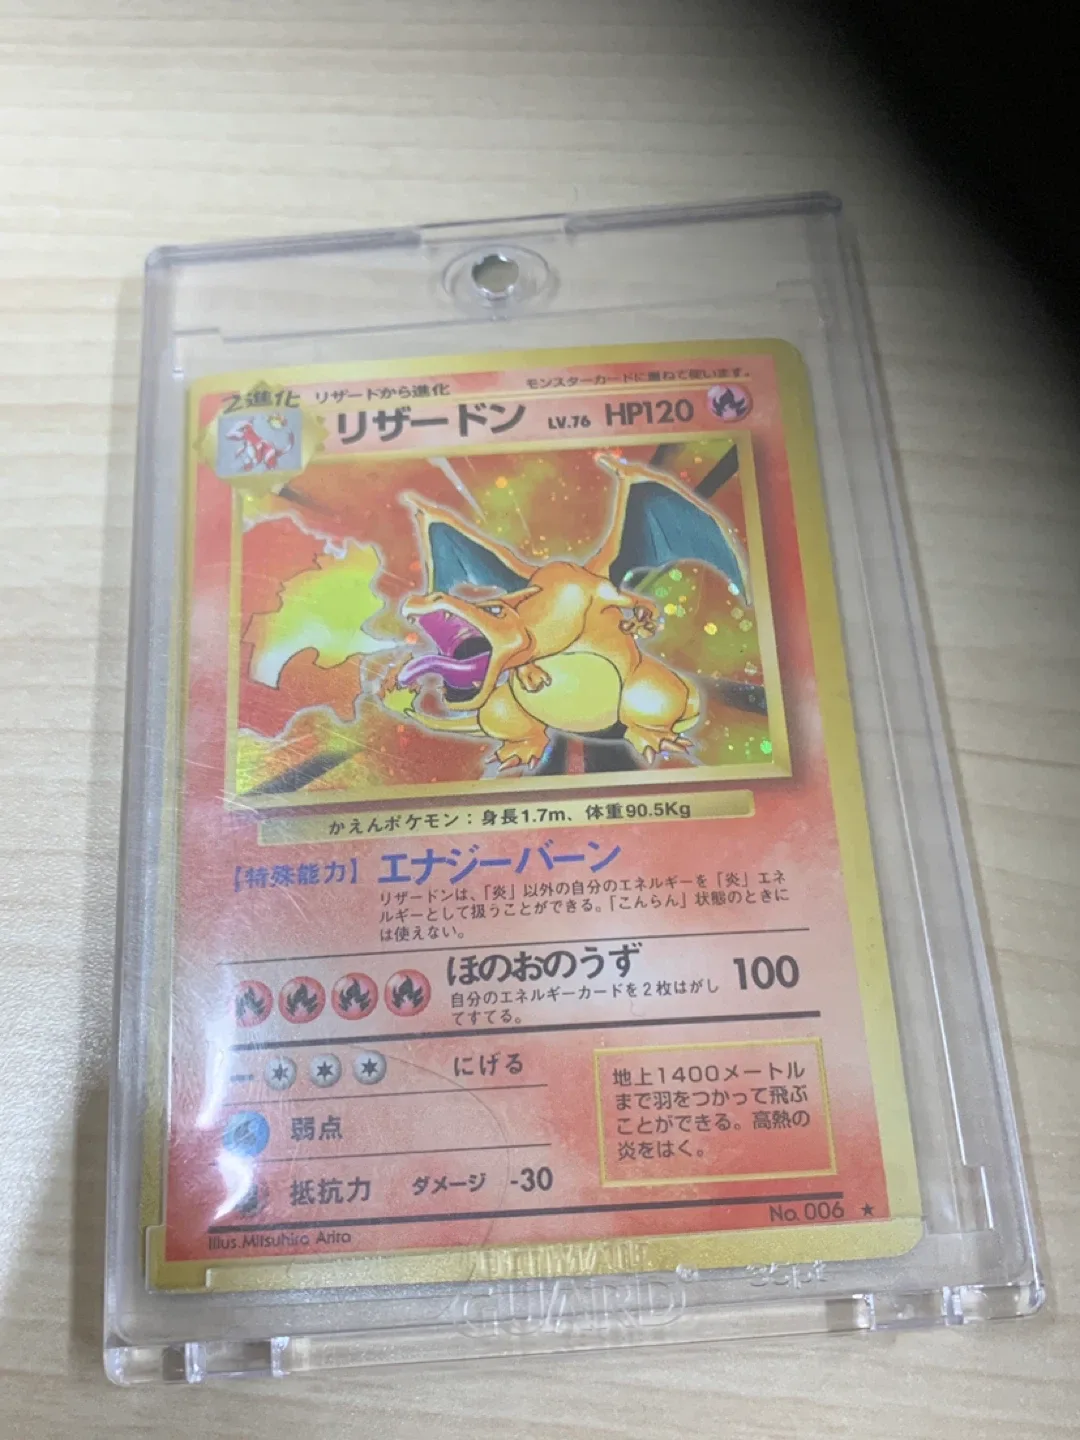 2進化 リザードから進化 モンスターカードに重ねて使います。
リザードン LV.76 HP120
かえんポケモン：身長1.7m、体重90.5Kg
【特殊能力】 エナジーバーン
リザードンは、「炎」以外の自分のエネルギーを「炎」エネ
ルギーとして扱うことができる。「こんらん」状態のときに
は使えない。
ほのおのうず 100
自分のエネルギーカードを2枚はがし
てすてる。
にげる
弱点
抵抗力 ダメージ -30
地上1400メートル
まで羽をつかって飛ぶ
ことができる。高熱の
炎をはく。
No. 006 ★
Illus. Mitsuhiro Arita
ULTIMATE
GUARD®